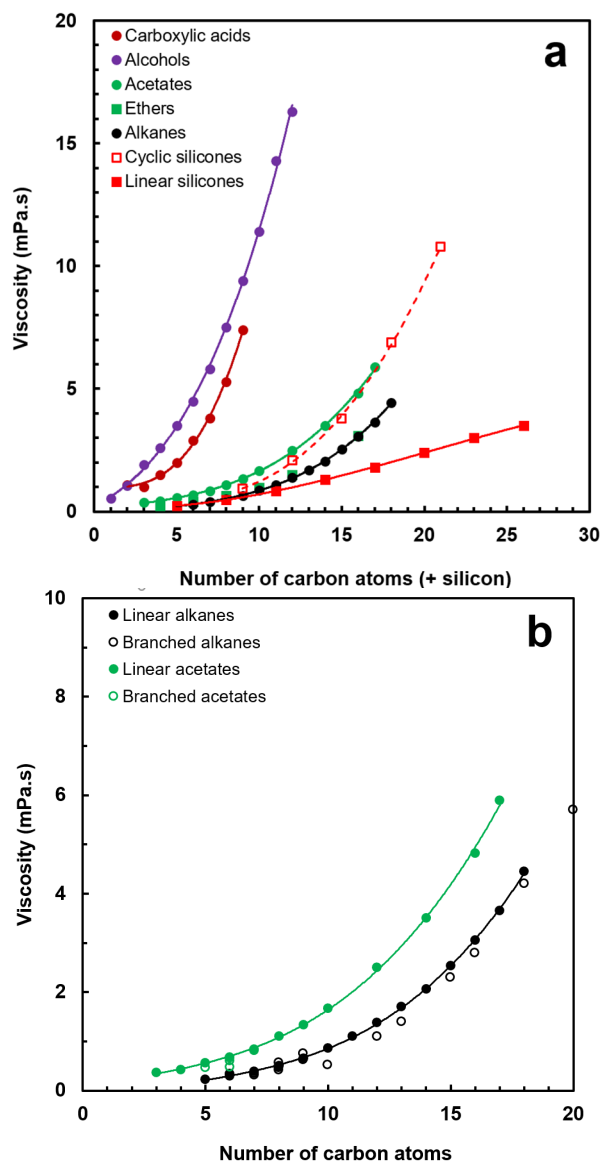 a
20
Carboxylic acids
Alcohols
Acetates
Ethers
Alkanes
Cyclic silicones
Linear silicones
15
10
5
0
Viscosity (mPa.s)
0 5 10 15 20 25 30
Number of carbon atoms (+ silicon)
b
10
Linear alkanes
Branched alkanes
Linear acetates
Branched acetates
8
6
4
2
0
Viscosity (mPa.s)
0 5 10 15 20
Number of carbon atoms